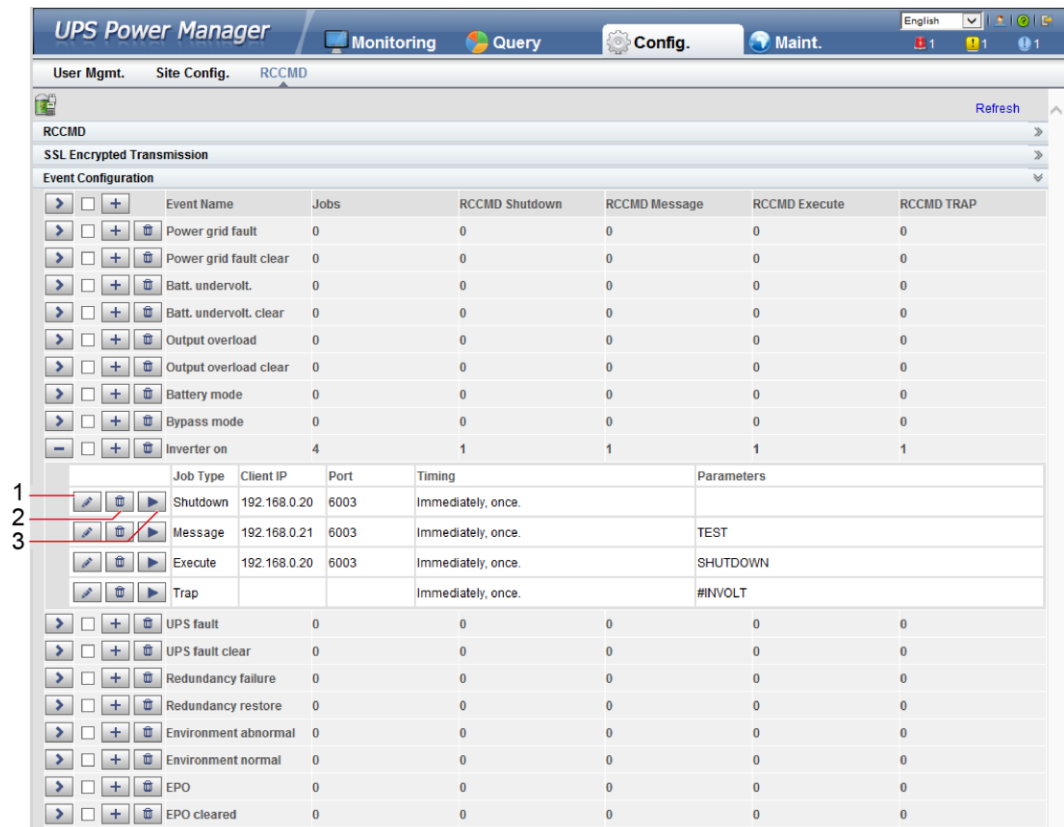 UPS Power Manager
Monitoring Query Config. Maint.
English
1 1 1
User Mgmt. Site Config. RCCMD
Refresh
RCCMD
SSL Encrypted Transmission
Event Configuration
Event Name Jobs RCCMD Shutdown RCCMD Message RCCMD Execute RCCMD TRAP
Power grid fault 0 0 0 0 0
Power grid fault clear 0 0 0 0 0
Batt. undervolt. 0 0 0 0 0
Batt. undervolt. clear 0 0 0 0 0
Output overload 0 0 0 0 0
Output overload clear 0 0 0 0 0
Battery mode 0 0 0 0 0
Bypass mode 0 0 0 0 0
Inverter on 4 1 1 1 1
Job Type Client IP Port Timing Parameters
1
Shutdown 192.168.0.20 6003 Immediately, once.
2
Message 192.168.0.21 6003 Immediately, once. TEST
3
Execute 192.168.0.20 6003 Immediately, once. SHUTDOWN
Trap Immediately, once. #INVOLT
UPS fault 0 0 0 0 0
UPS fault clear 0 0 0 0 0
Redundancy failure 0 0 0 0 0
Redundancy restore 0 0 0 0 0
Environment abnormal 0 0 0 0 0
Environment normal 0 0 0 0 0
EPO 0 0 0 0 0
EPO cleared 0 0 0 0 0